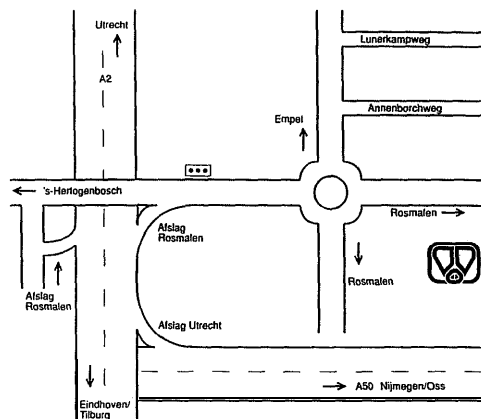 Utrecht
A2
Lunerkampweg
Annenborchweg
Empel
's-Hertogenbosch
Rosmalen
Afslag
Rosmalen
Afslag
Rosmalen
Rosmalen
Afslag Utrecht
A50 Nijmegen/Oss
Eindhoven/
Tilburg